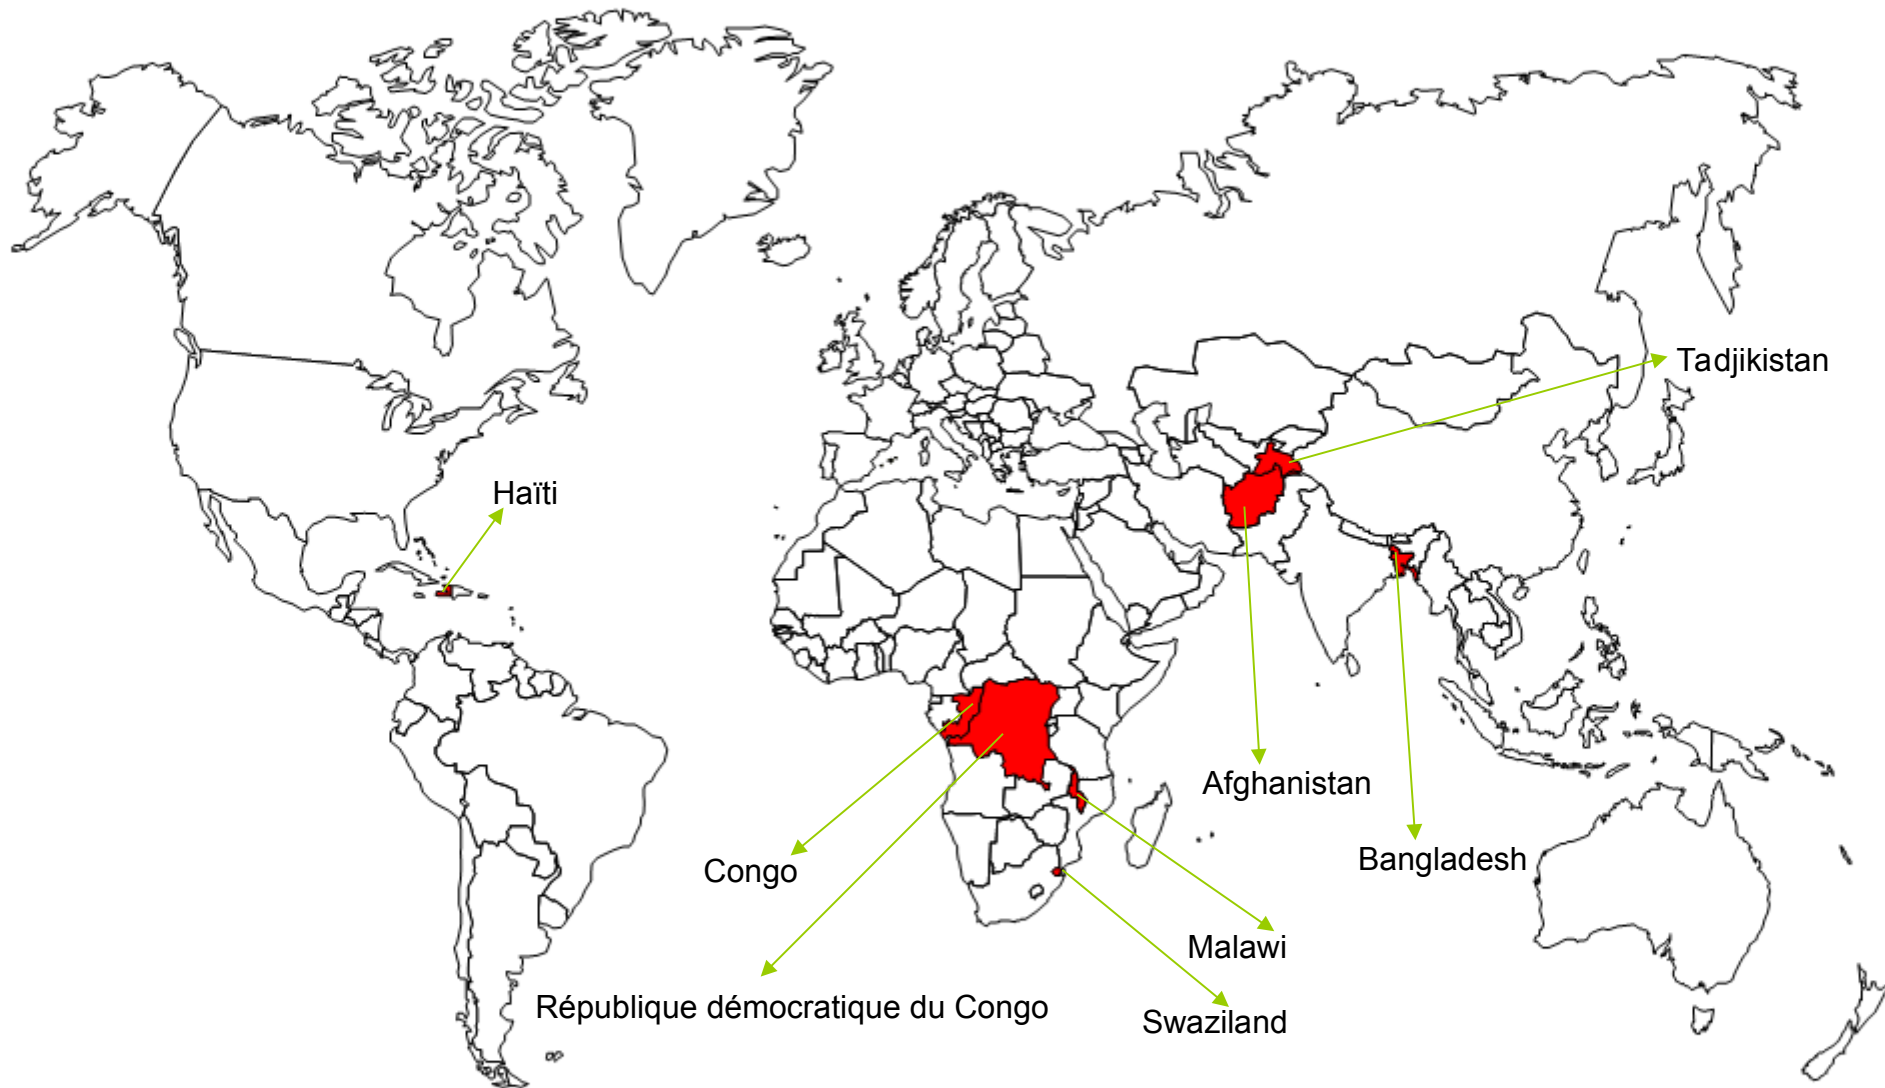 Tadjikistan
Haïti
Afghanistan
Bangladesh
Congo
Malawi
République démocratique du Congo
Swaziland